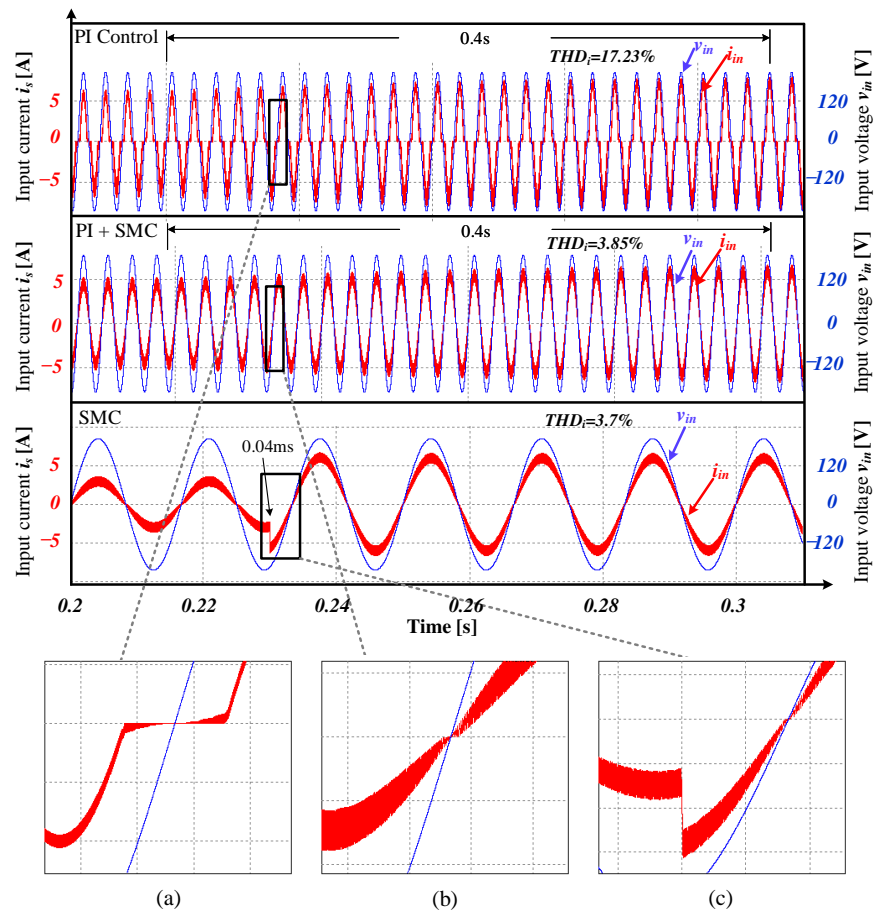 PI Control
0.4s
THDi=17.23%
vin
iin
Input current is [A]
5
0
−5
120
0
−120
Input voltage vin [V]
PI + SMC
0.4s
THDi=3.85%
vin
iin
Input current is [A]
5
0
−5
120
0
−120
Input voltage vin [V]
SMC
THDi=3.7%
vin
0.04ms
iin
Input current is [A]
5
0
−5
120
0
−120
Input voltage vin [V]
0.2 0.22 0.24 0.26 0.28 0.3
Time [s]
(a) (b) (c)